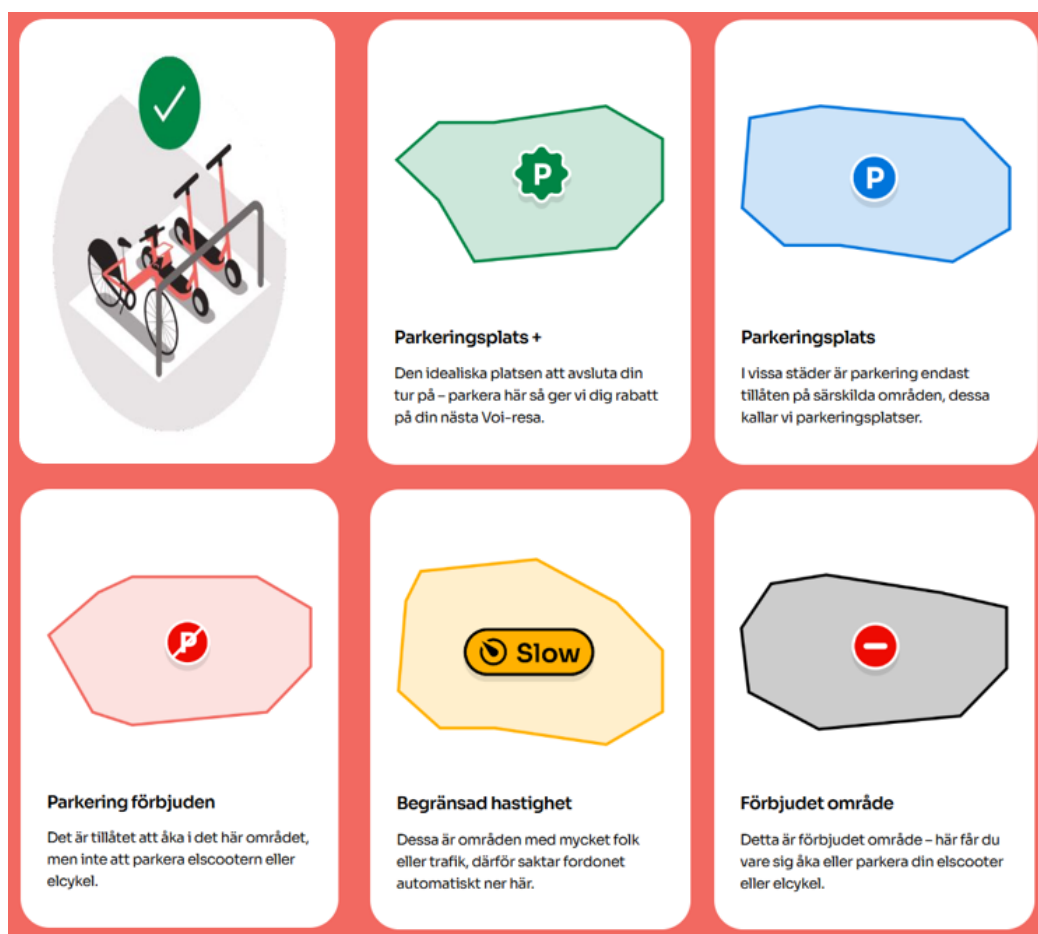 P
Parkeringsplats +
Den idealiska platsen att avsluta din
tur på – parkera här så ger vi dig rabatt
på din nästa Voi-resa.
P
Parkeringsplats
I vissa städer är parkering endast
tillåten på särskilda områden, dessa
kallar vi parkeringsplatser.
P
Parkering förbjuden
Det är tillåtet att åka i det här området,
men inte att parkera elscootern eller
elcykel.
Slow
Begränsad hastighet
Dessa är områden med mycket folk
eller trafik, därför saktar fordonet
automatiskt ner här.
Förbjudet område
Detta är förbjudet område – här får du
vare sig åka eller parkera din elscooter
eller elcykel.